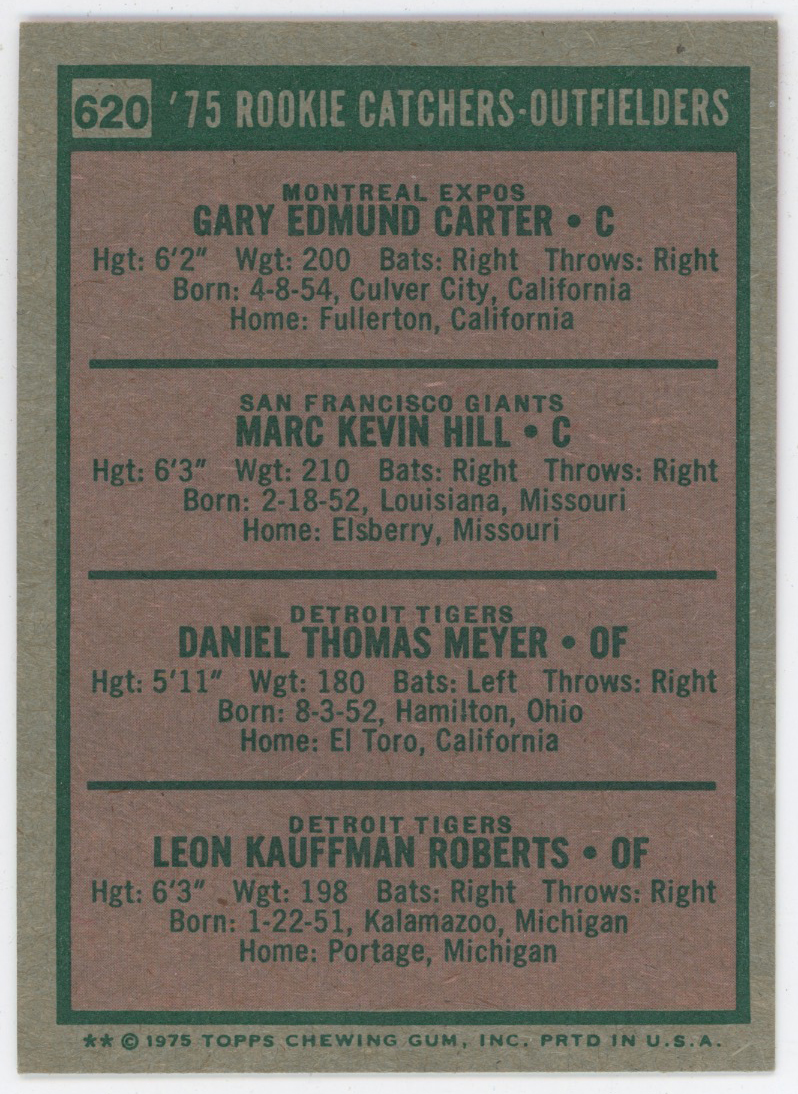 620 '75 ROOKIE CATCHERS-OUTFIELDERS
MONTREAL EXPOS
GARY EDMUND CARTER • C
Hgt: 6'2" Wgt: 200 Bats: Right Throws: Right
Born: 4-8-54, Culver City, California
Home: Fullerton, California
SAN FRANCISCO GIANTS
MARC KEVIN HILL • C
Hgt: 6'3" Wgt: 210 Bats: Right Throws: Right
Born: 2-18-52, Louisiana, Missouri
Home: Elsberry, Missouri
DETROIT TIGERS
DANIEL THOMAS MEYER • OF
Hgt: 5'11" Wgt: 180 Bats: Left Throws: Right
Born: 8-3-52, Hamilton, Ohio
Home: El Toro, California
DETROIT TIGERS
LEON KAUFFMAN ROBERTS • OF
Hgt: 6'3" Wgt: 198 Bats: Right Throws: Right
Born: 1-22-51, Kalamazoo, Michigan
Home: Portage, Michigan
** © 1975 TOPPS CHEWING GUM, INC. PRTD IN U.S.A.